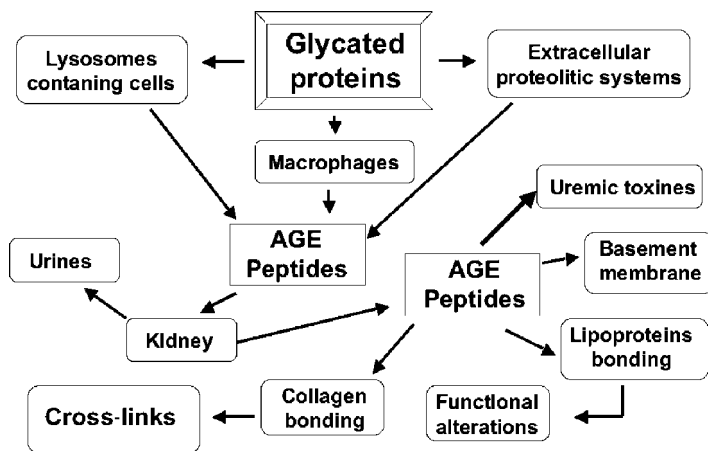 Glycated
proteins
Lysosomes
contaning cells
Extracellular
proteolitic systems
Macrophages
Uremic toxines
AGE
Peptides
Urines
Basement
membrane
AGE
Peptides
KIdney
Lipoproteins
bonding
Collagen
bonding
Cross-links
Functional
alterations